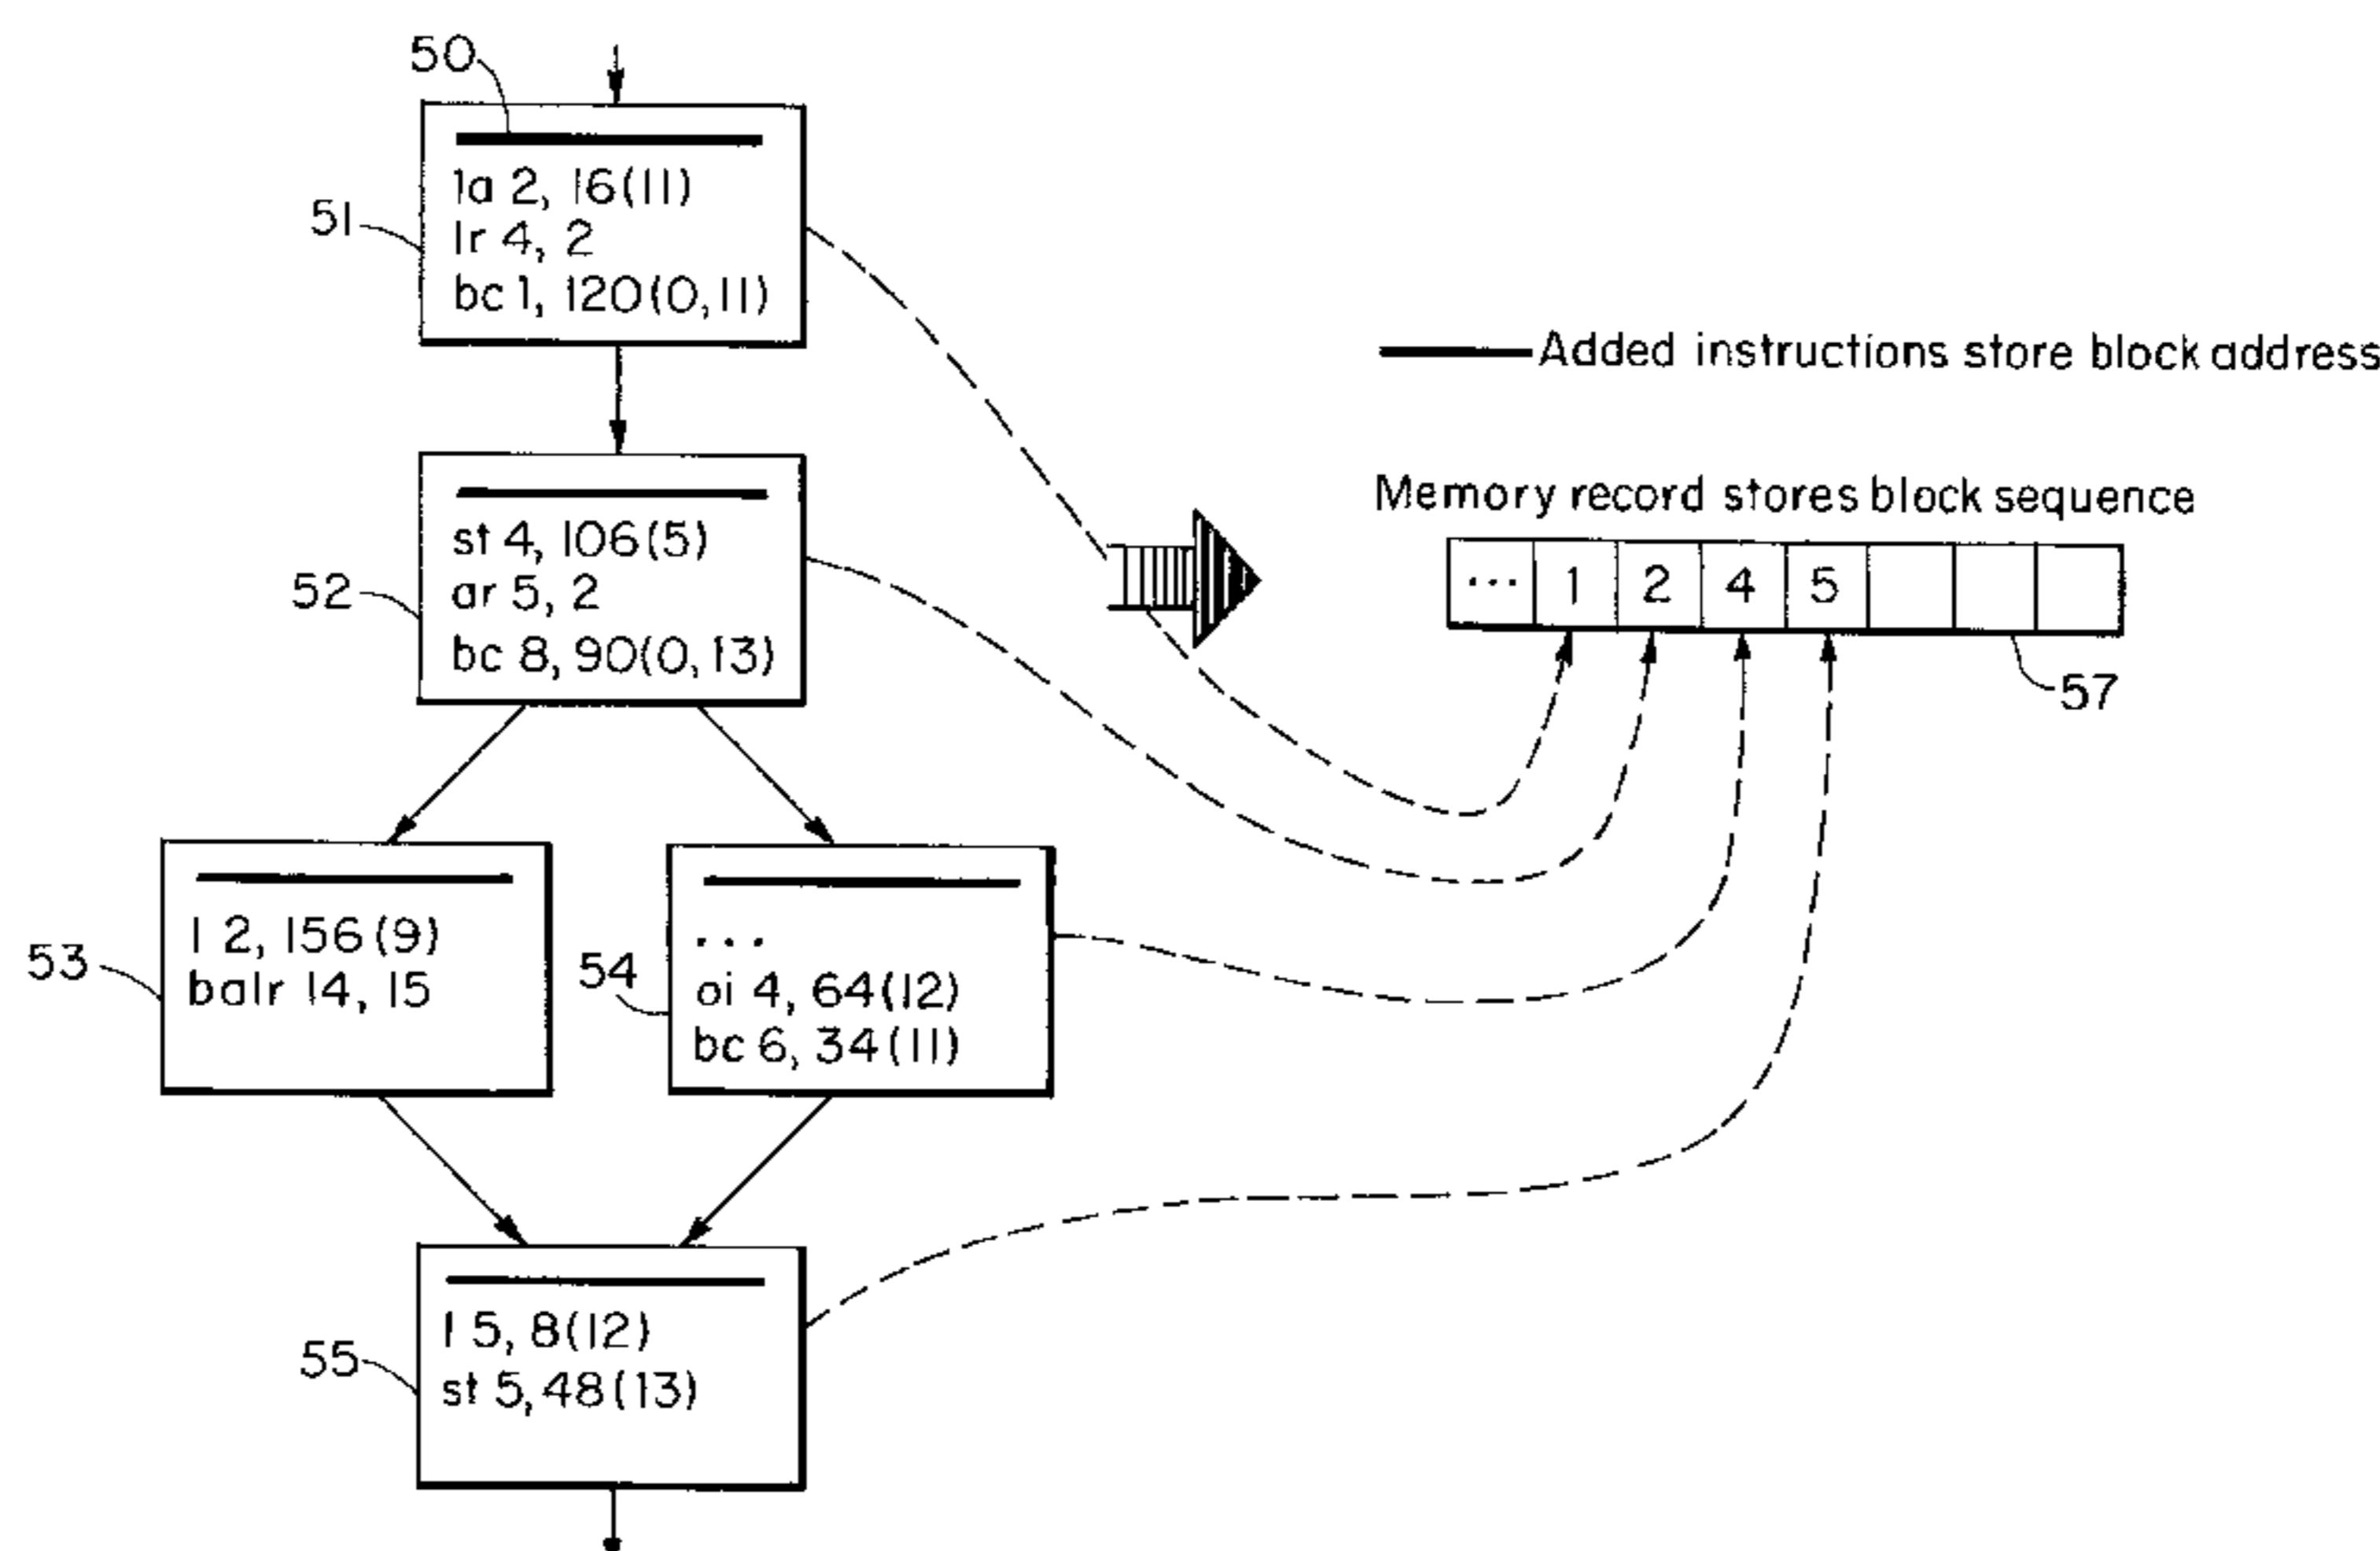 50
51
la 2, 16(11)
lr 4, 2
bc 1, 120(0,11)
Added instructions store block address
52
st 4, 106(5)
ar 5, 2
bc 8, 90(0,13)
Memory record stores block sequence
... 1 2 4 5
57
53
l 2, 156(9)
balr 14, 15
54
...
oi 4, 64(12)
bc 6, 34(11)
55
l 5, 8(12)
st 5, 48(13)